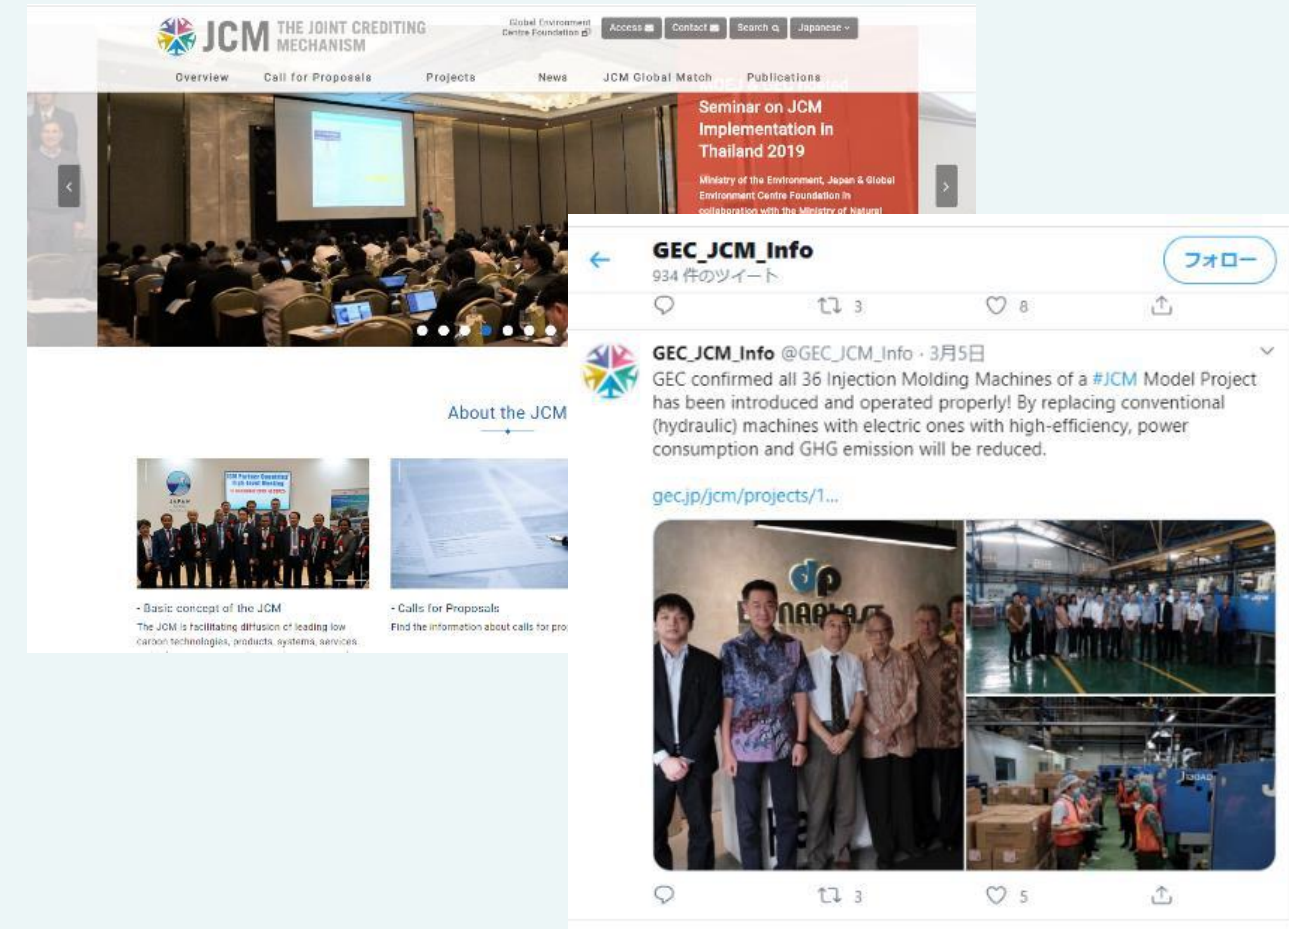 JCM THE JOINT CREDITING
MECHANISM
Global Environment
Centre Foundation
Access
Contact
Search
Japanese
Overview
Call for Proposals
Projects
News
JCM Global Match
Publications
Seminar on JCM
Implementation in
Thailand 2019
Ministry of the Environment, Japan & Global
Environment Centre Foundation in
collaboration with the Ministry of Natural
About the JCM
JCM Partner Countries'
JAPAN
- Basic concept of the JCM
The JCM is facilitating diffusion of leading low
carbon technologies, products, systems, services
- Calls for Proposals
Find the information about calls for pro
GEC_JCM_Info
934 件のツイート
フォロー
3
8
GEC_JCM_Info @GEC_JCM_Info · 3月5日
GEC confirmed all 36 Injection Molding Machines of a #JCM Model Project
has been introduced and operated properly! By replacing conventional
(hydraulic) machines with electric ones with high-efficiency, power
consumption and GHG emission will be reduced.
gec.jp/jcm/projects/1...
dp
3
5